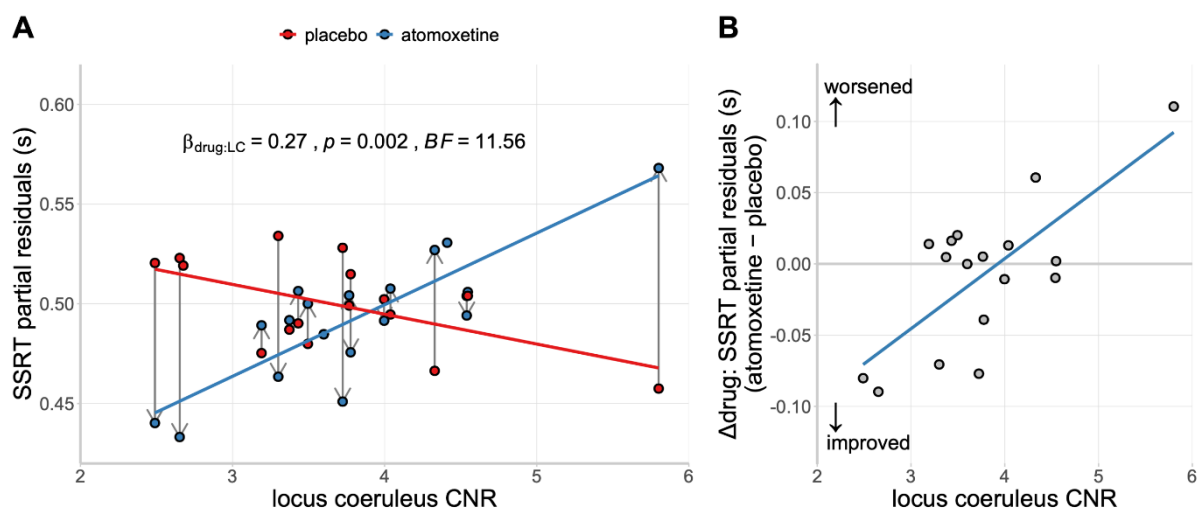 A
placebo atomoxetine
SSRT partial residuals (s)
0.60
0.55
0.50
0.45
βdrug:LC = 0.27 , p = 0.002 , BF = 11.56
2 3 4 5 6
locus coeruleus CNR
B
Δdrug: SSRT partial residuals (s)
(atomoxetine − placebo)
worsened
0.10
0.05
0.00
-0.05
-0.10
improved
2 3 4 5 6
locus coeruleus CNR